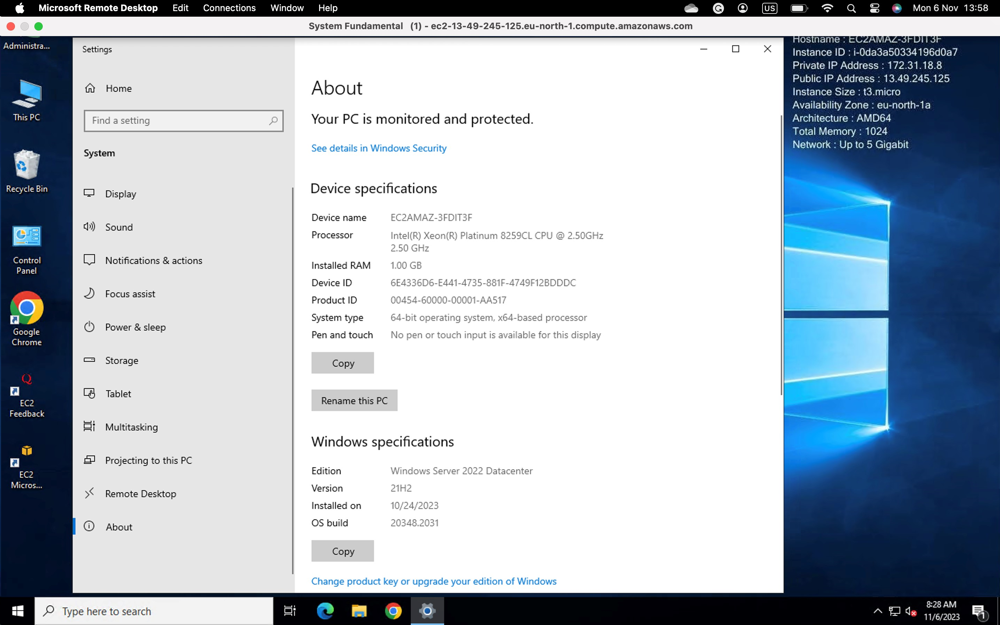 Microsoft Remote Desktop Edit Connections Window Help US Mon 6 Nov 13:58
System Fundamental (1) - ec2-13-49-245-125.eu-north-1.compute.amazonaws.com
Administra...
This PC
Recycle Bin
Control
Panel
Google
Chrome
EC2
Feedback
EC2
Micros...
Settings
Home
Find a setting
System
Display
Sound
Notifications & actions
Focus assist
Power & sleep
Storage
Tablet
Multitasking
Projecting to this PC
Remote Desktop
About
About
Your PC is monitored and protected.
See details in Windows Security
Device specifications
Device name EC2AMAZ-3FDIT3F
Processor Intel(R) Xeon(R) Platinum 8259CL CPU @ 2.50GHz
2.50 GHz
Installed RAM 1.00 GB
Device ID 6E4336D6-E441-4735-881F-4749F12BDDDC
Product ID 00454-60000-00001-AA517
System type 64-bit operating system, x64-based processor
Pen and touch No pen or touch input is available for this display
Copy
Rename this PC
Windows specifications
Edition Windows Server 2022 Datacenter
Version 21H2
Installed on 10/24/2023
OS build 20348.2031
Copy
Change product key or upgrade your edition of Windows
Hostname : EC2AMAZ-3FDIT3F
Instance ID : i-0da3a50334196d0a7
Private IP Address : 172.31.18.8
Public IP Address : 13.49.245.125
Instance Size : t3.micro
Availability Zone : eu-north-1a
Architecture : AMD64
Total Memory : 1024
Network : Up to 5 Gigabit
Type here to search
8:28 AM
11/6/2023
1